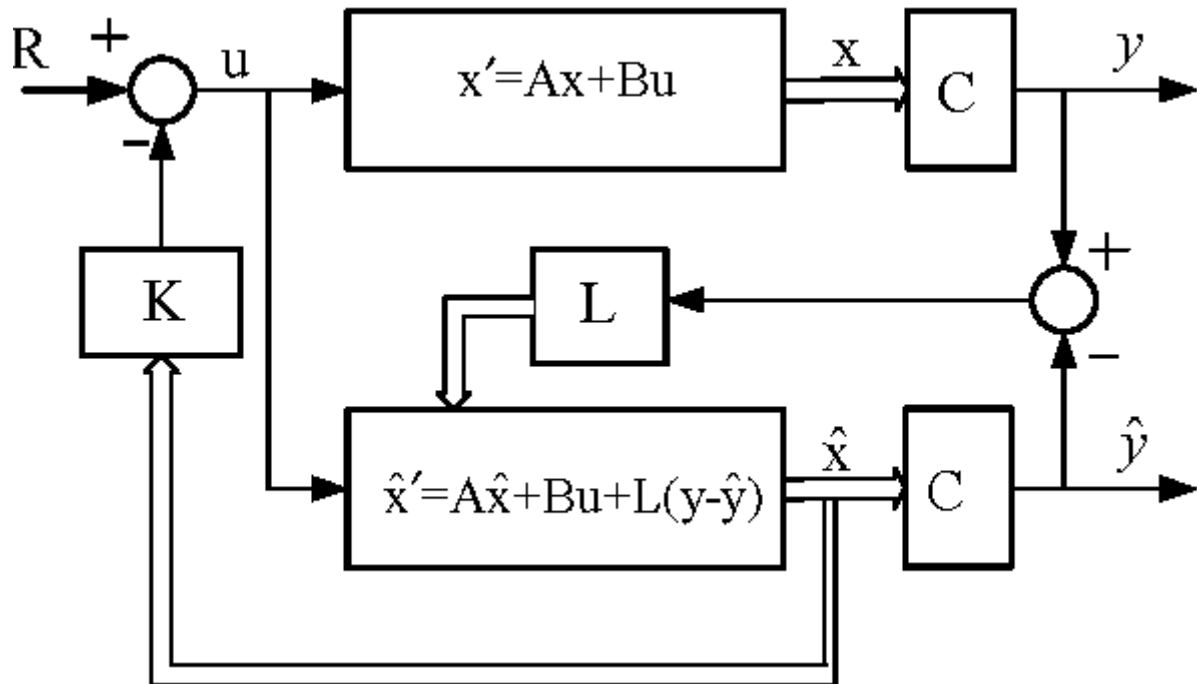 R
+
-
u
x′=Ax+Bu
x
C
y
K
L
+
-
x̂′=Ax̂+Bu+L(y-ŷ)
x̂
C
ŷ